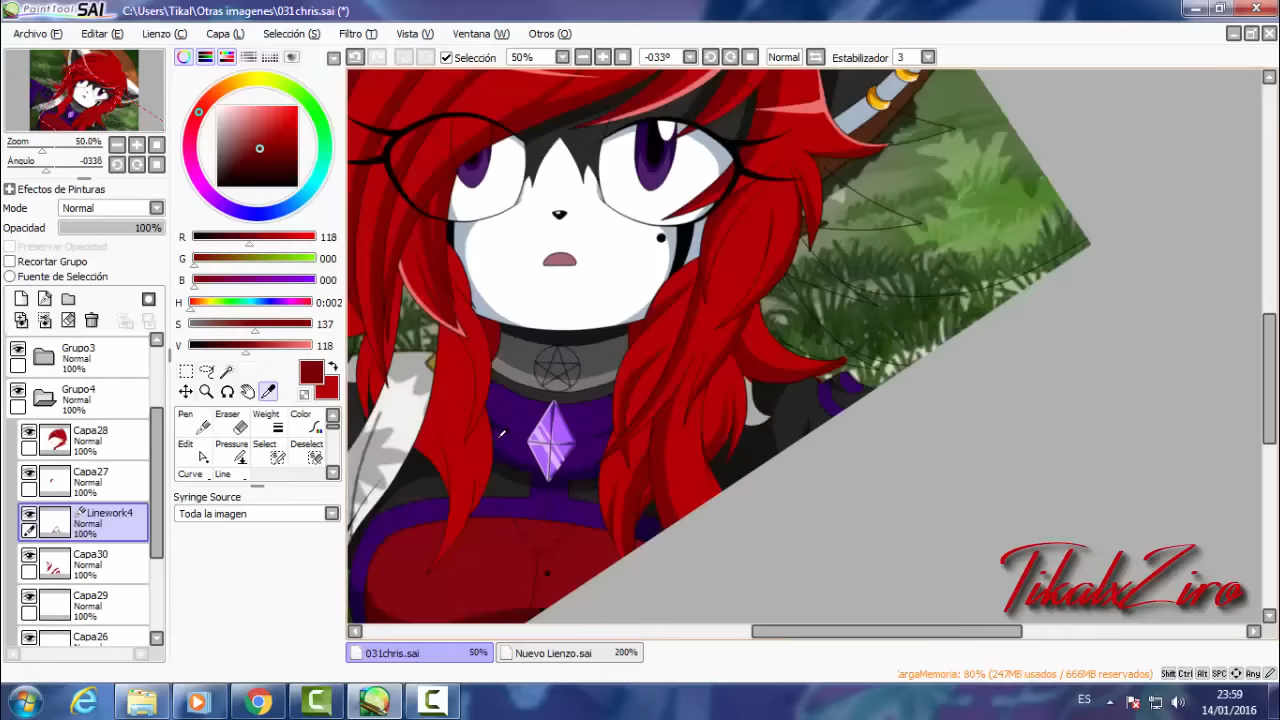 PaintTool SAI C:\Users\Tikal\Otras imagenes\031chris.sai (*)
Archivo (F) Editar (E) Lienzo (C) Capa (L) Selección (S) Filtro (T) Vista (V) Ventana (W) Otros (O)
Selección 50% -033º Normal Estabilizador 3
Zoom 50.0%
Ángulo -033ß
Efectos de Pinturas
Mode Normal
Opacidad 100%
Preservar Opacidad
Recortar Grupo
Fuente de Selección
Grupo3
Normal
100%
Grupo4
Normal
100%
Capa28
Normal
100%
Capa27
Normal
100%
Linework4
Normal
100%
Capa30
Normal
100%
Capa29
Normal
100%
Capa26
Normal
R 118
G 000
B 000
H 0:002
S 137
V 118
Pen Eraser Weight Color
Edit Pressure Select Deselect
Curve Line
Syringe Source
Toda la imagen
TikalxZiro
031chris.sai 50% Nuevo Lienzo.sai 200%
CargaMemoria: 80% (247MB usados / 666MB reservados) Shift Ctrl Alt SPC Any
ES 23:59
14/01/2016